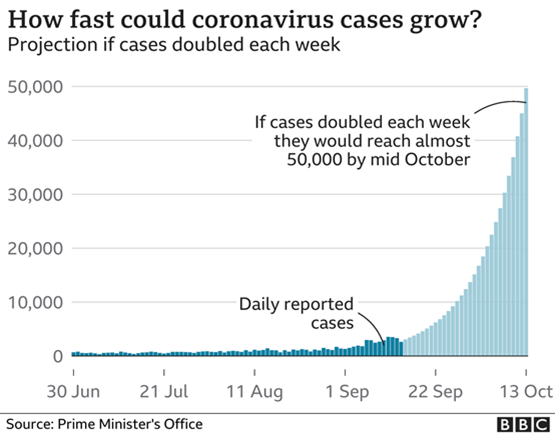 How fast could coronavirus cases grow?
Projection if cases doubled each week
50,000
If cases doubled each week
they would reach almost
50,000 by mid October
40,000
30,000
20,000
10,000
Daily reported
cases
0
30 Jun 21 Jul 11 Aug 1 Sep 22 Sep 13 Oct
Source: Prime Minister's Office
BBC